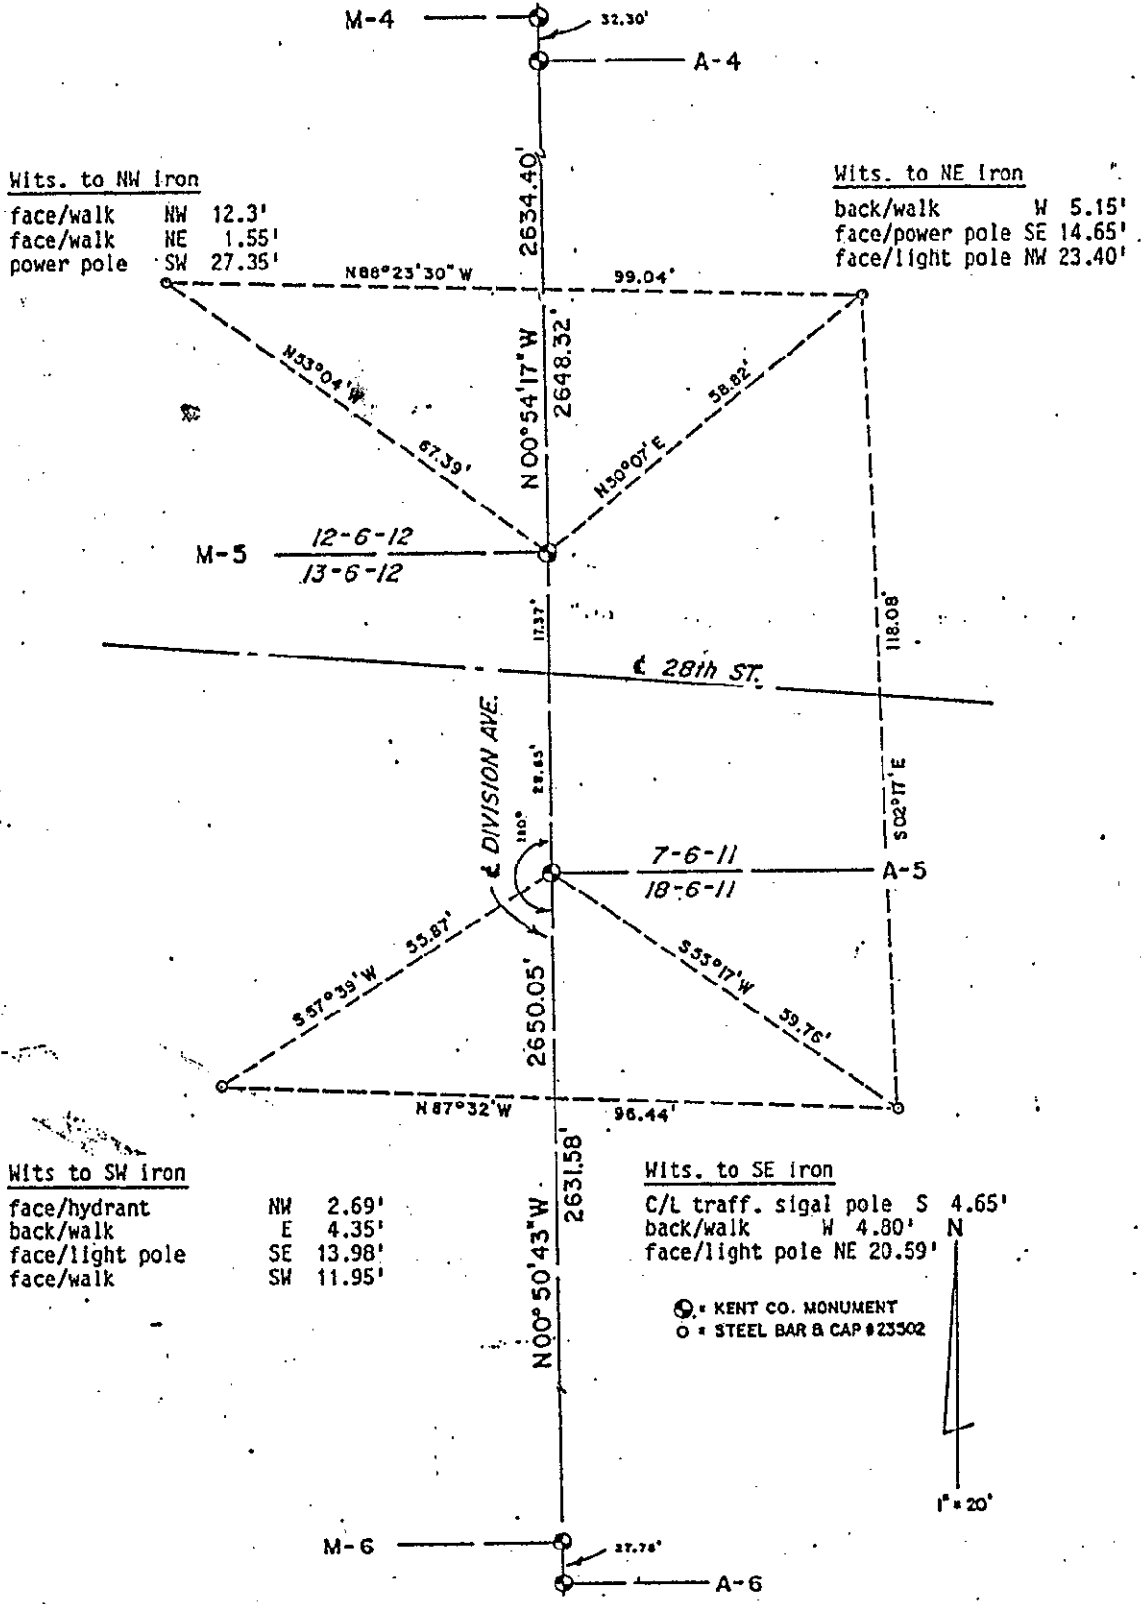 M-4
32.30'
A-4
Wits. to NW iron
face/walk NW 12.3'
face/walk NE 1.55'
power pole SW 27.35'
Wits. to NE iron
back/walk W 5.15'
face/power pole SE 14.65'
face/light pole NW 23.40'
2634.40'
N88°23'30"W 99.04'
N53°04'W 67.39'
N00°54'17"W
2648.32'
58.82'
N50°07'E
M-5
12-6-12
13-6-12
17.37'
118.08'
℄ 28th ST.
℄ DIVISION AVE.
180°
S02°17'E
7-6-11
18-6-11
A-5
55.87'
S57°39'W
S53°17'W
59.76'
2650.05'
N87°32'W 96.44'
2631.58'
N00°50'43"W
Wits to SW iron
face/hydrant NW 2.69'
back/walk E 4.35'
face/light pole SE 13.98'
face/walk SW 11.95'
Wits. to SE iron
C/L traff. sigal pole S 4.65'
back/walk W 4.80'
face/light pole NE 20.59'
N
= KENT CO. MONUMENT
= STEEL BAR & CAP #23502
1" = 20'
M-6
A-6